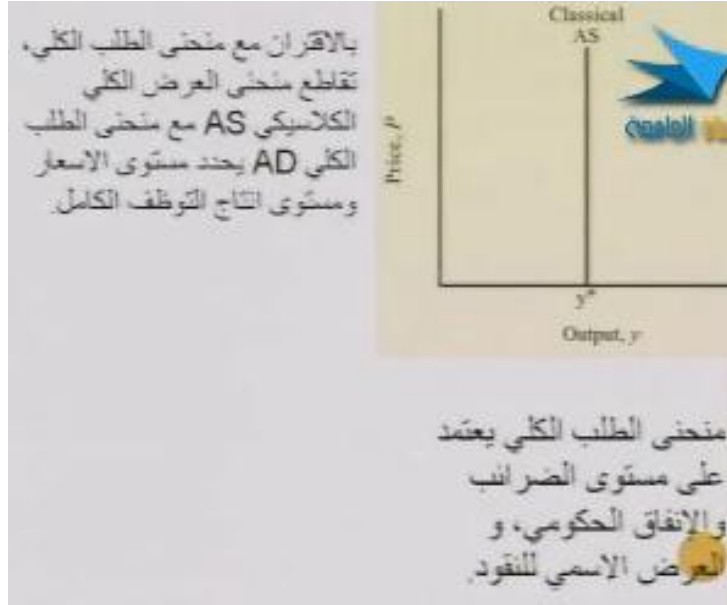 بالاقتران مع منحنى الطلب الكلي،
تقاطع منحنى العرض الكلي
الكلاسيكي AS مع منحنى الطلب
الكلي AD يحدد مستوى الاسعار
ومستوى انتاج التوظف الكامل.
Classical
AS
Price, P
y*
Output, y
منحنى الطلب الكلي يعتمد
على مستوى الضرائب
والإنفاق الحكومي، و
العرض الاسمي للنقود.